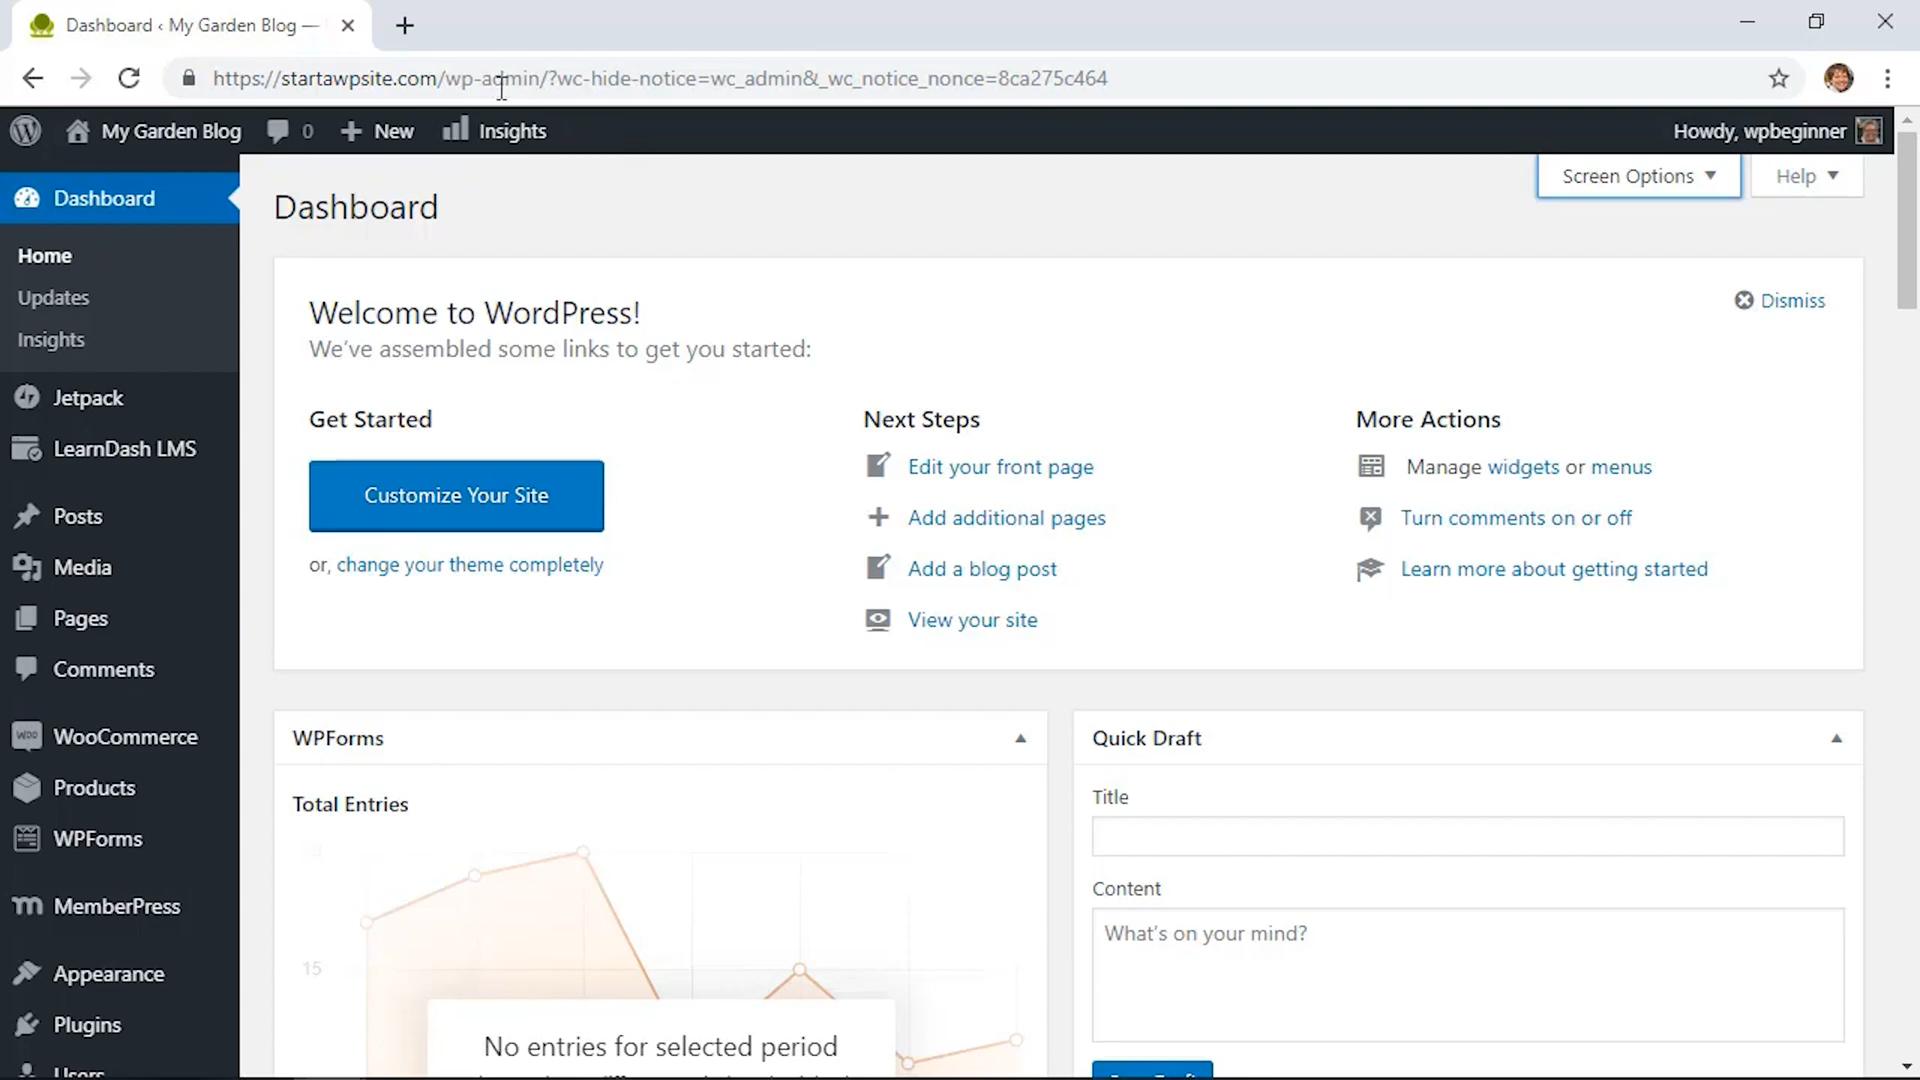 Dashboard ‹ My Garden Blog —
https://startawpsite.com/wp-admin/?wc-hide-notice=wc_admin&_wc_notice_nonce=8ca275c464
My Garden Blog 0 New Insights Howdy, wpbeginner
Screen Options Help
Dashboard
Home
Updates
Insights
Jetpack
LearnDash LMS
Posts
Media
Pages
Comments
WOO WooCommerce
Products
WPForms
MemberPress
Appearance
Plugins
Users
Dashboard
Welcome to WordPress!
Dismiss
We've assembled some links to get you started:
Get Started
Customize Your Site
or, change your theme completely
Next Steps
Edit your front page
Add additional pages
Add a blog post
View your site
More Actions
Manage widgets or menus
Turn comments on or off
Learn more about getting started
WPForms
Total Entries
15
No entries for selected period
Quick Draft
Title
Content
What's on your mind?